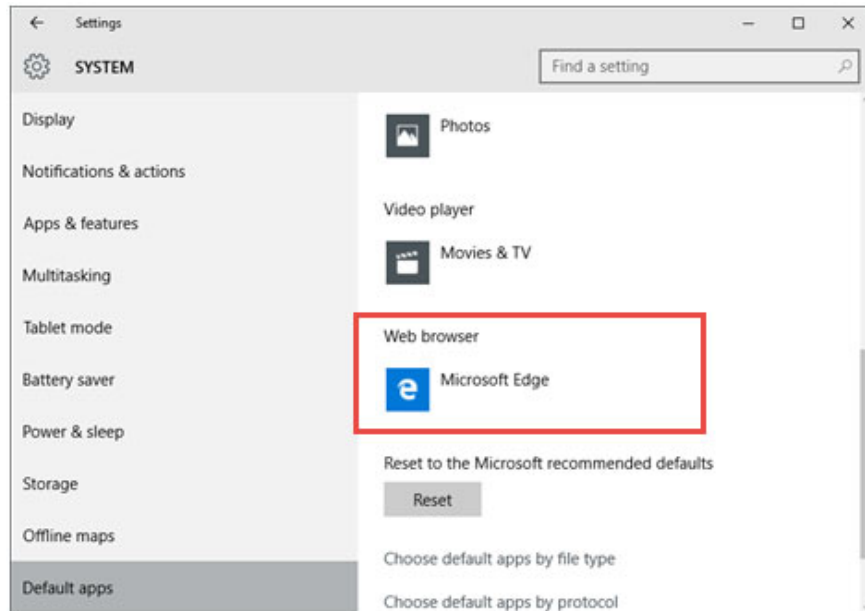 Settings
SYSTEM
Find a setting
Display
Notifications & actions
Apps & features
Multitasking
Tablet mode
Battery saver
Power & sleep
Storage
Offline maps
Default apps
Photos
Video player
Movies & TV
Web browser
Microsoft Edge
Reset to the Microsoft recommended defaults
Reset
Choose default apps by file type
Choose default apps by protocol